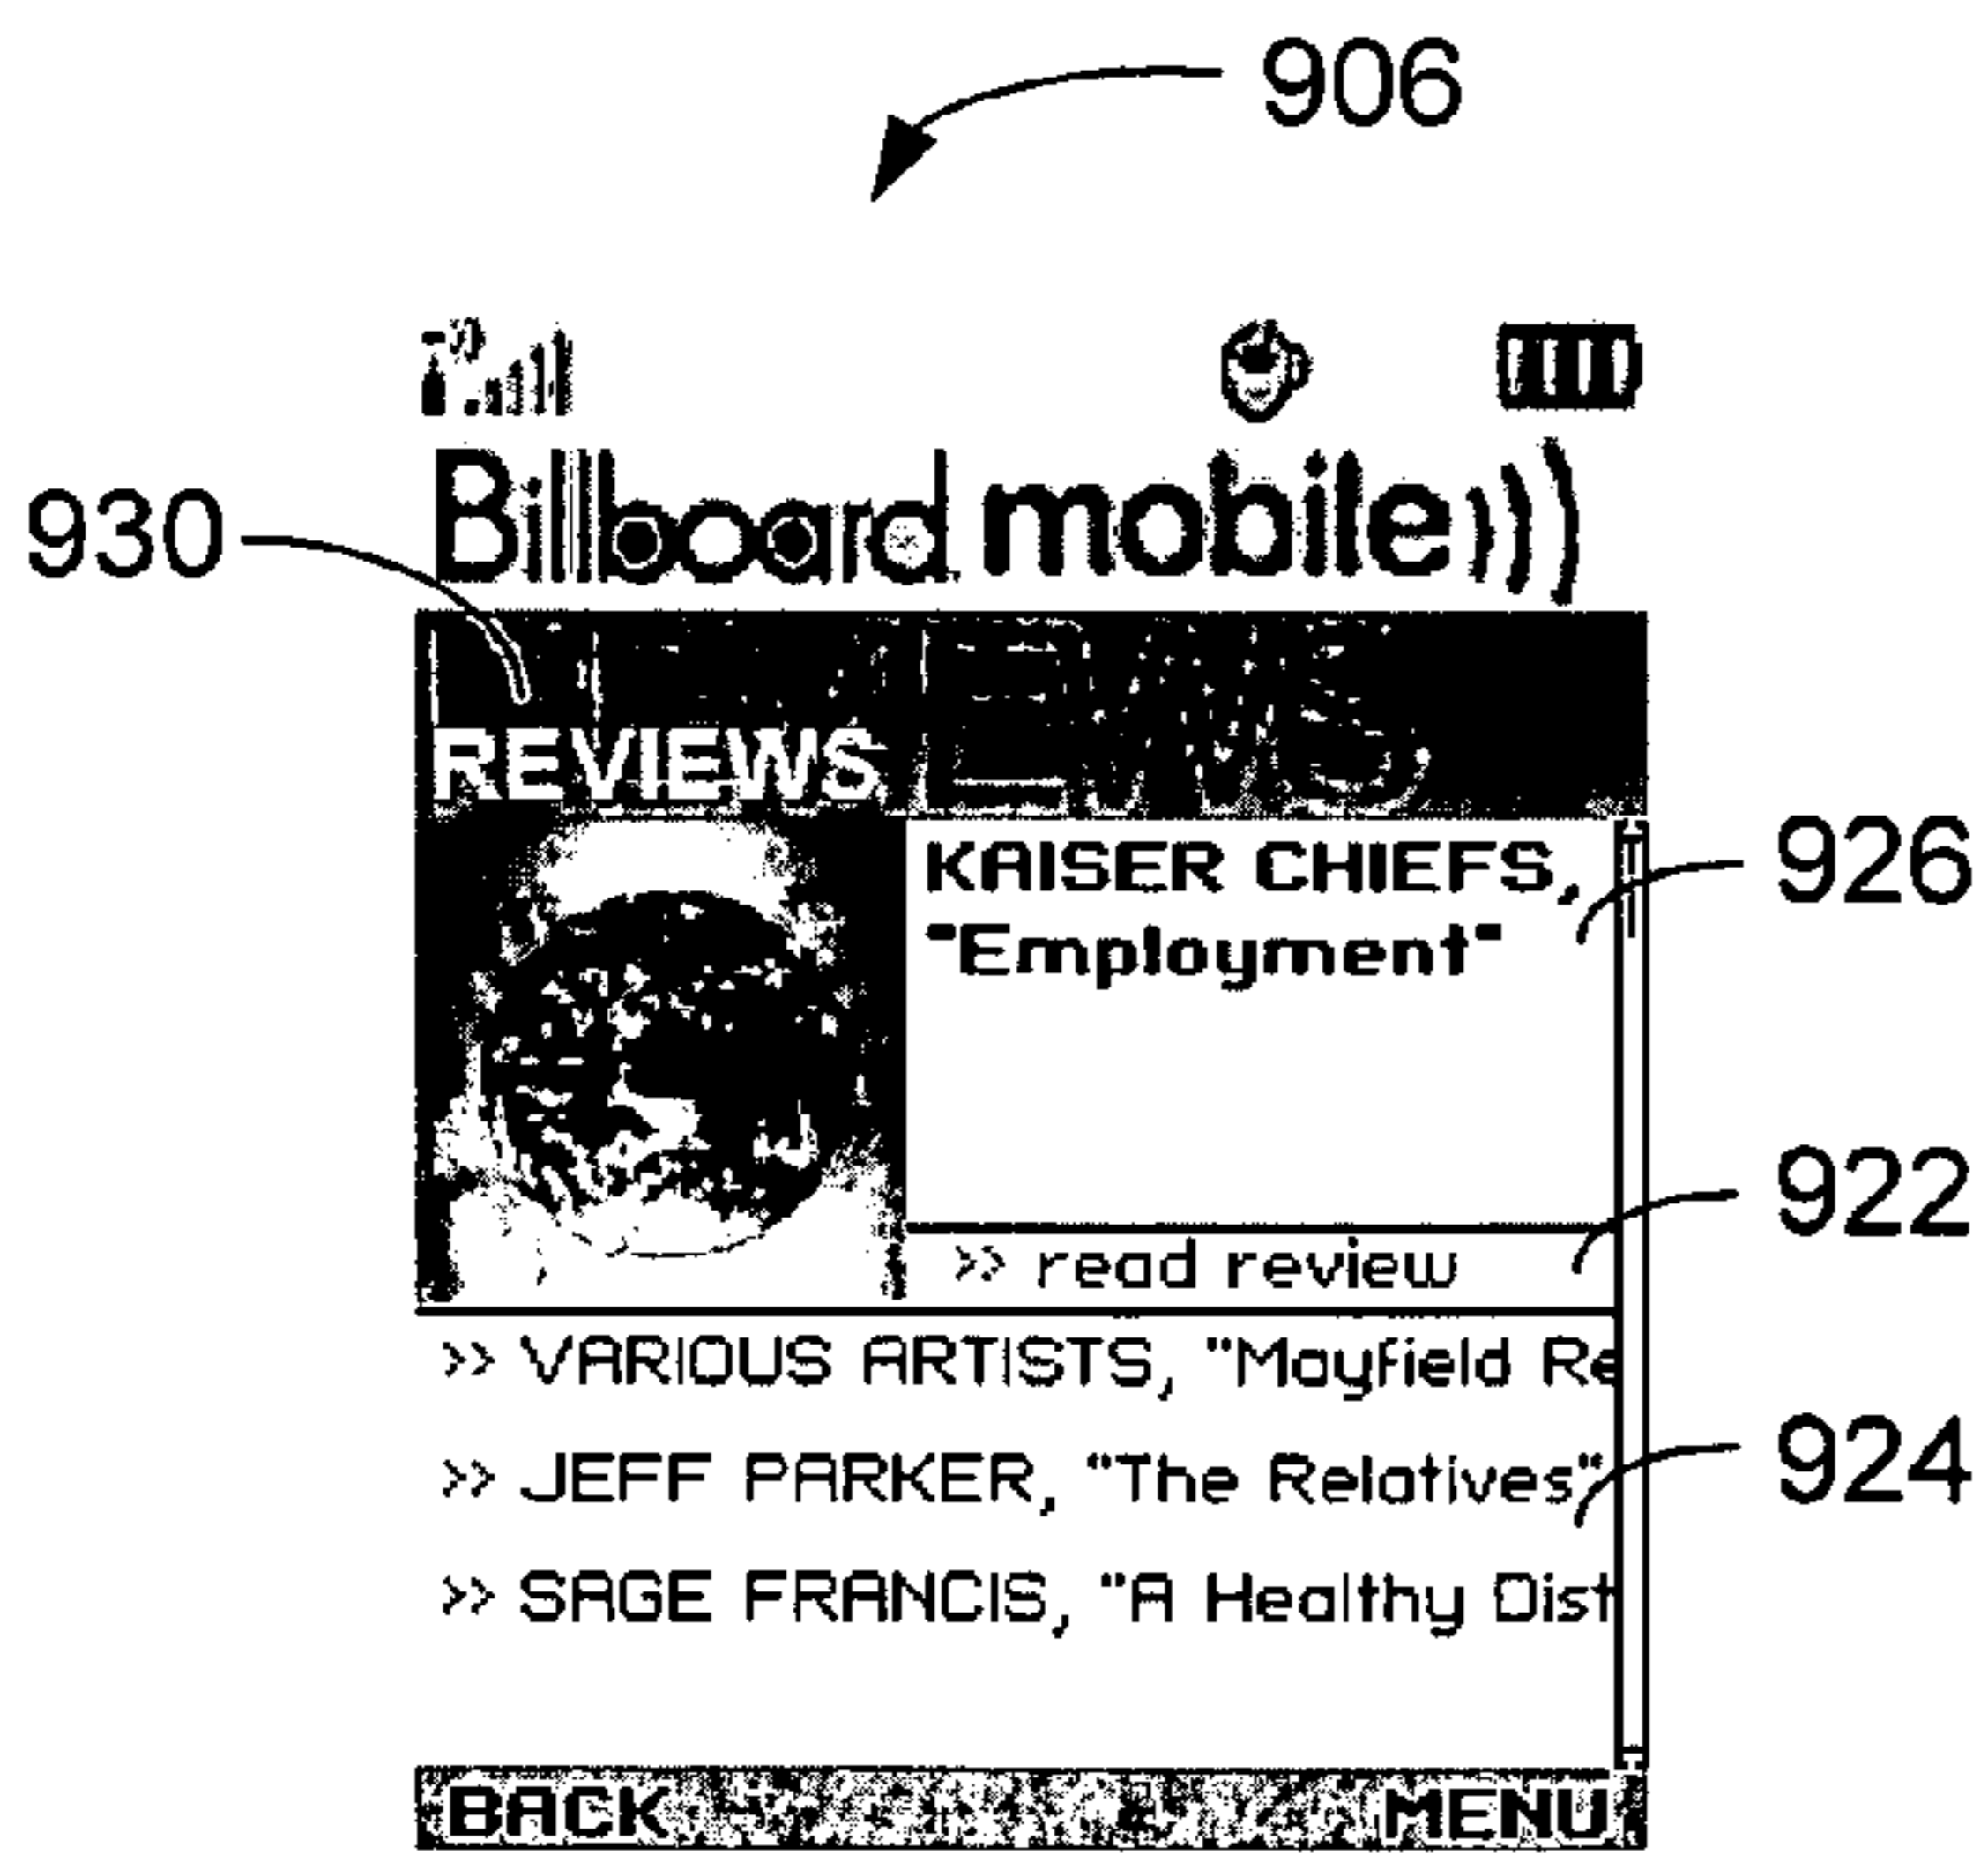 906
Billboard mobile
930
REVIEWS
KAISER CHIEFS,
"Employment"
926
922
>> read review
>> VARIOUS ARTISTS, "Mayfield Re
924
>> JEFF PARKER, "The Relatives"
>> SAGE FRANCIS, "A Healthy Dist
BACK MENU